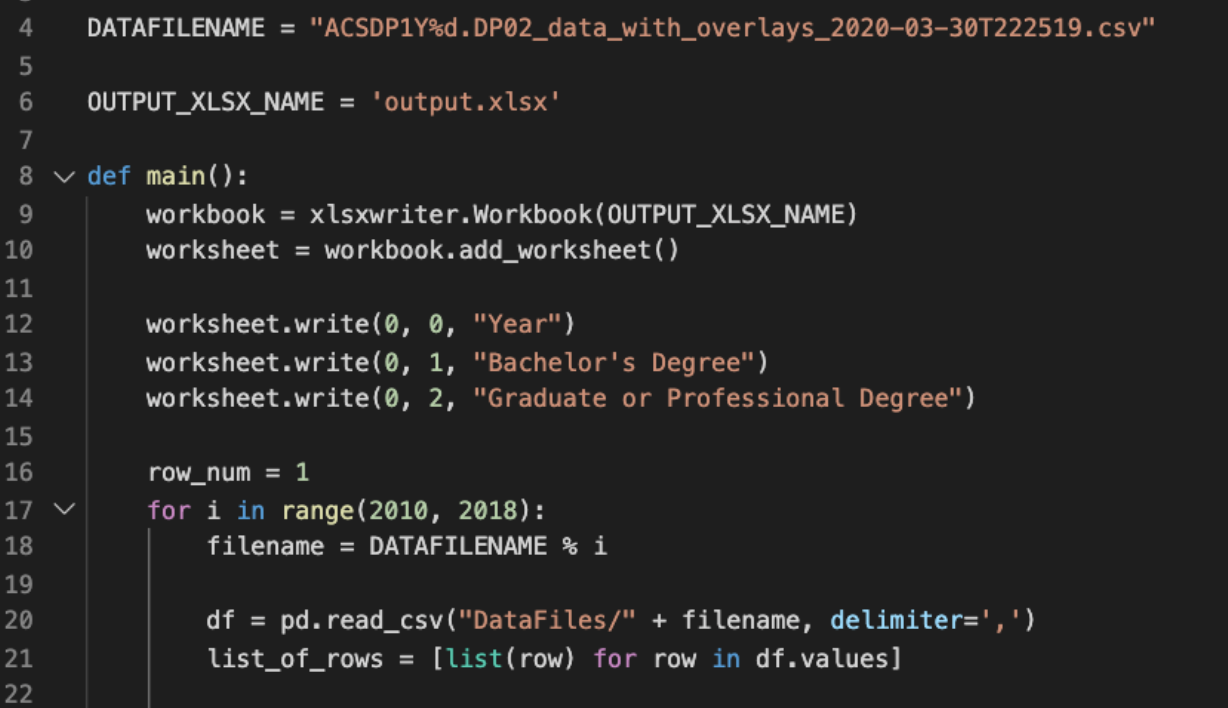 4 DATAFILENAME = "ACSDP1Y%d.DP02_data_with_overlays_2020-03-30T222519.csv"
5
6 OUTPUT_XLSX_NAME = 'output.xlsx'
7
8 def main():
9 workbook = xlsxwriter.Workbook(OUTPUT_XLSX_NAME)
10 worksheet = workbook.add_worksheet()
11
12 worksheet.write(0, 0, "Year")
13 worksheet.write(0, 1, "Bachelor's Degree")
14 worksheet.write(0, 2, "Graduate or Professional Degree")
15
16 row_num = 1
17 for i in range(2010, 2018):
18 filename = DATAFILENAME % i
19
20 df = pd.read_csv("DataFiles/" + filename, delimiter=',')
21 list_of_rows = [list(row) for row in df.values]
22